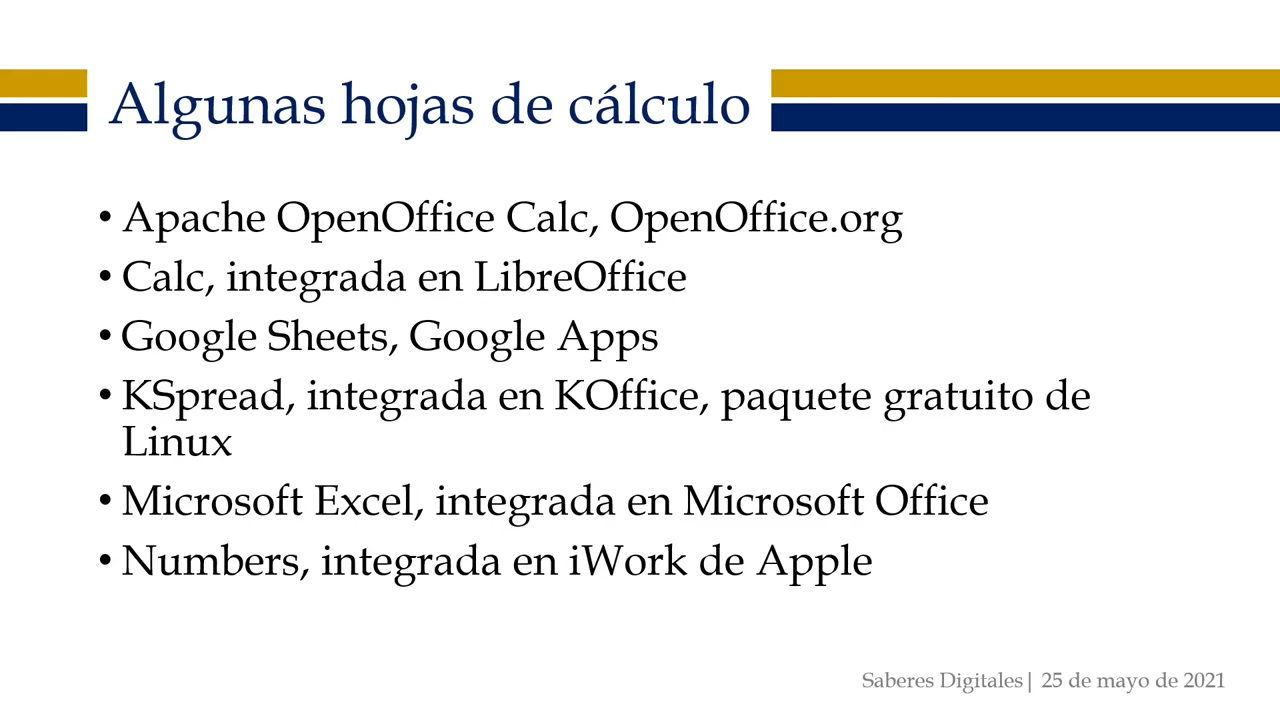 Algunas hojas de cálculo
• Apache OpenOffice Calc, OpenOffice.org
• Calc, integrada en LibreOffice
• Google Sheets, Google Apps
• KSpread, integrada en KOffice, paquete gratuito de
Linux
• Microsoft Excel, integrada en Microsoft Office
• Numbers, integrada en iWork de Apple
Saberes Digitales| 25 de mayo de 2021